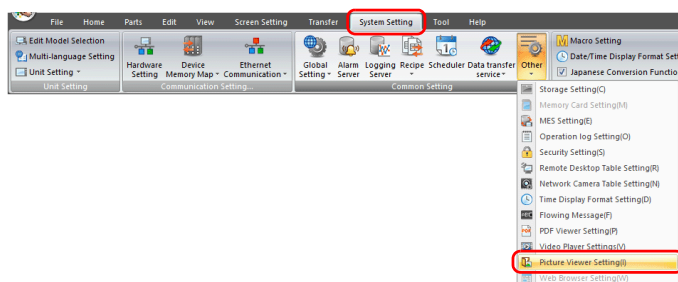 File Home Parts Edit View Screen Setting Transfer System Setting Tool Help
Edit Model Selection
Multi-language Setting
Unit Setting
Unit Setting
Hardware Setting
Device Memory Map
Ethernet Communication
Communication Setting...
Global Setting
Alarm Server
Logging Server
Recipe
Scheduler
Data transfer service
Common Setting
Other
Macro Setting
Date/Time Display Format Sett
Japanese Conversion Functio
Storage Setting(C)
Memory Card Setting(M)
MES Setting(E)
Operation log Setting(O)
Security Setting(S)
Remote Desktop Table Setting(R)
Network Camera Table Setting(N)
Time Display Format Setting(D)
Flowing Message(F)
PDF Viewer Setting(P)
Video Player Settings(V)
Picture Viewer Setting(I)
Web Browser Setting(W)